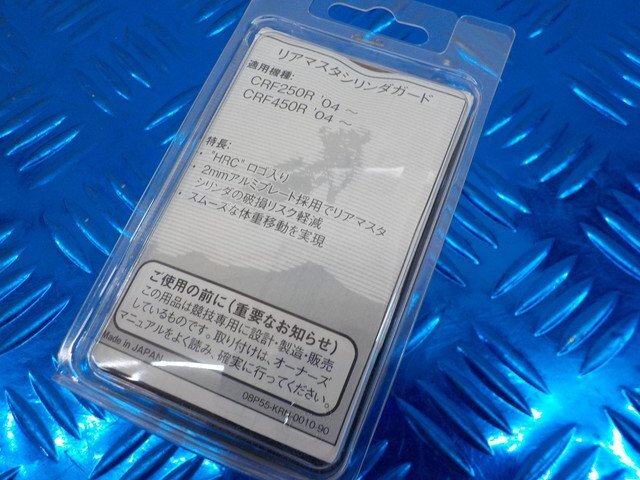 リアマスタシリンダガード
適用機種:
CRF250R '04 ～
CRF450R '04 ～
特長:
・ "HRC" ロゴ入り
・ 2mmアルミプレート採用でリアマスタ
シリンダの破損リスク軽減
・ スムーズな体重移動を実現
ご使用の前に(重要なお知らせ)
この用品は競技専用に設計・製造・販売
しているものです。取り付けは、オーナーズ
マニュアルをよく読み、確実に行ってください。
Made in JAPAN
08P55-KRN-0010-90